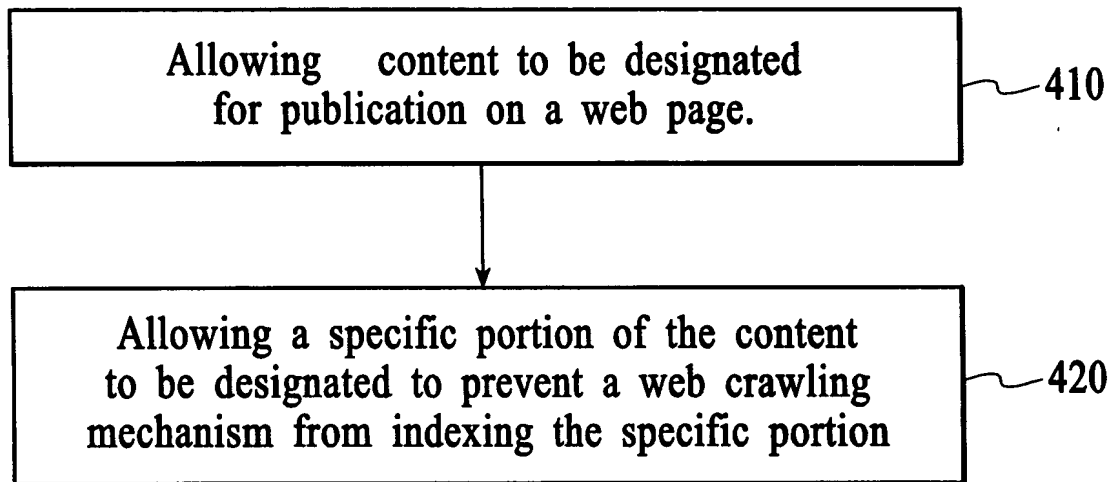 Allowing content to be designated
for publication on a web page.
410
Allowing a specific portion of the content
to be designated to prevent a web crawling
mechanism from indexing the specific portion
420